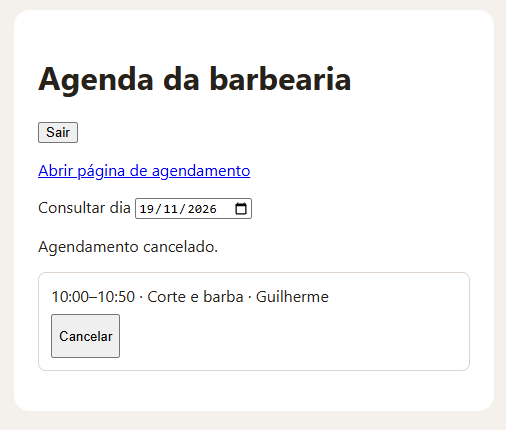 Agenda da barbearia
Sair
Abrir página de agendamento
Consultar dia 19/11/2026
Agendamento cancelado.
10:00–10:50 · Corte e barba · Guilherme
Cancelar